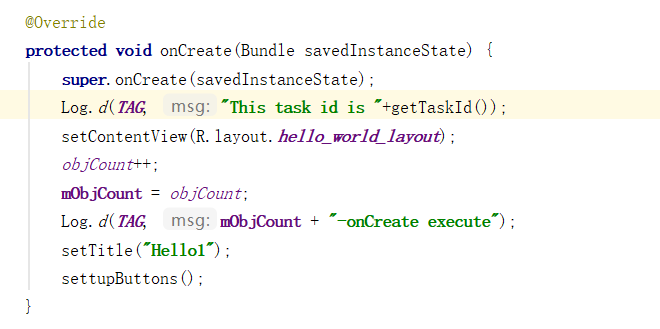 @Override
protected void onCreate(Bundle savedInstanceState) {
super.onCreate(savedInstanceState);
Log.d(TAG, msg: "This task id is "+getTaskId());
setContentView(R.layout.hello_world_layout);
objCount++;
mObjCount = objCount;
Log.d(TAG, msg: mObjCount + "-onCreate execute");
setTitle("Hello1");
settupButtons();
}